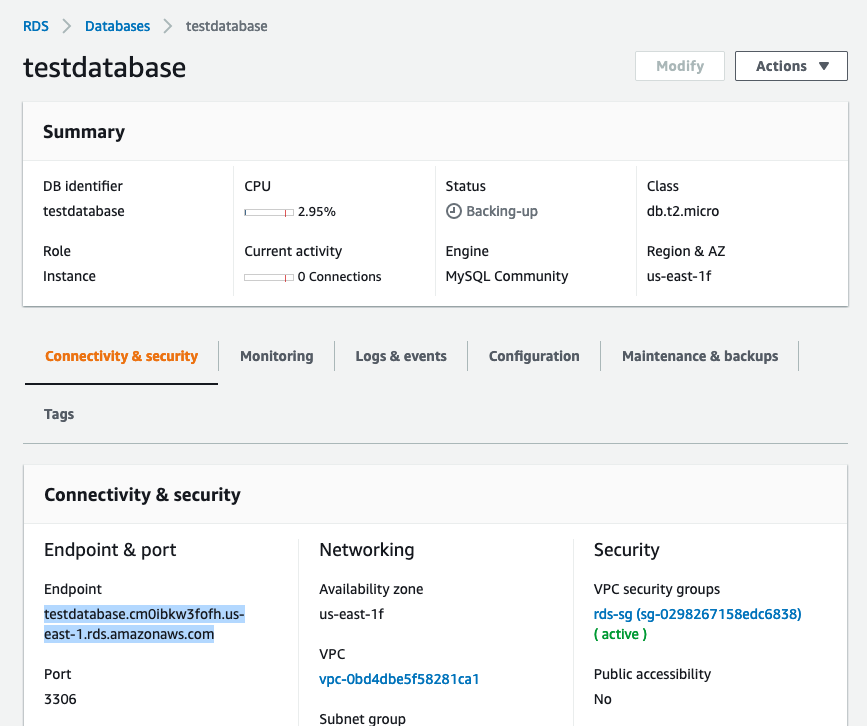 RDS > Databases > testdatabase
testdatabase
Modify
Actions ▼
Summary
DB identifier
testdatabase
CPU
2.95%
Status
Backing-up
Class
db.t2.micro
Role
Instance
Current activity
0 Connections
Engine
MySQL Community
Region & AZ
us-east-1f
Connectivity & security
Monitoring
Logs & events
Configuration
Maintenance & backups
Tags
Connectivity & security
Endpoint & port
Endpoint
testdatabase.cm0ibkw3fofh.us-
east-1.rds.amazonaws.com
Port
3306
Networking
Availability zone
us-east-1f
VPC
vpc-0bd4dbe5f58281ca1
Subnet group
Security
VPC security groups
rds-sg (sg-0298267158edc6838)
( active )
Public accessibility
No